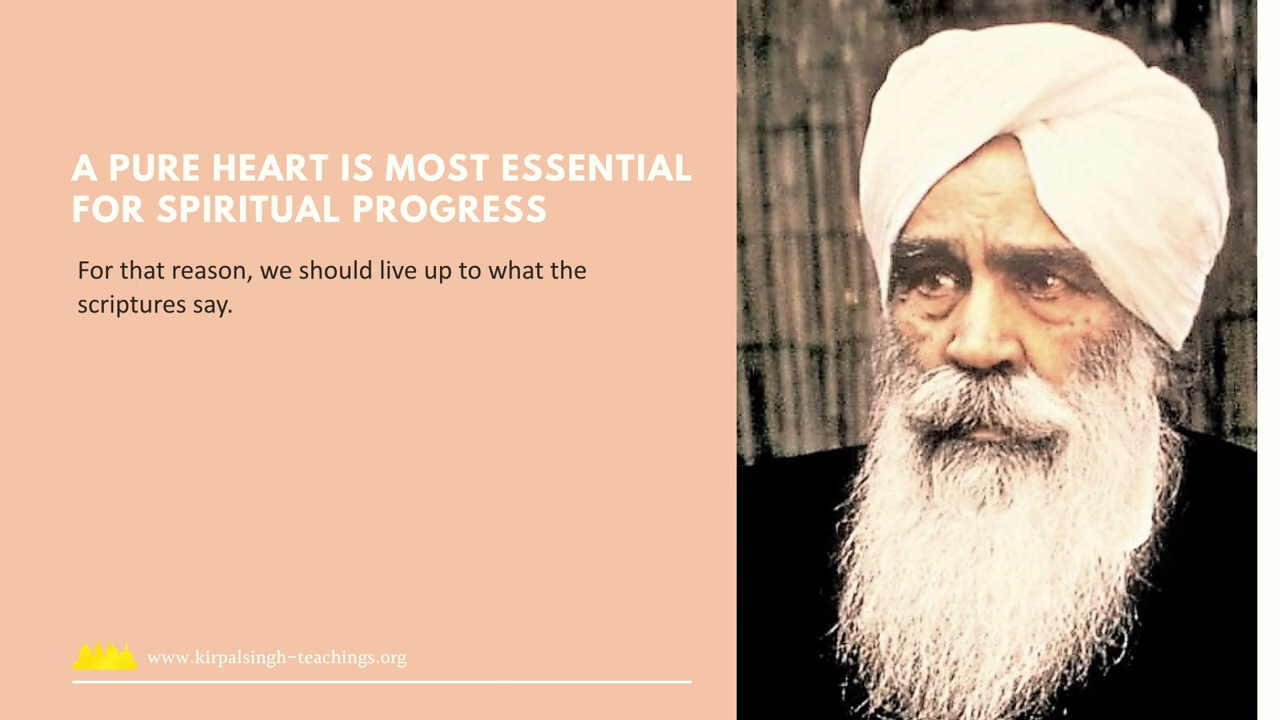 A PURE HEART IS MOST ESSENTIAL
FOR SPIRITUAL PROGRESS
For that reason, we should live up to what the
scriptures say.
www.kirpalsingh-teachings.org